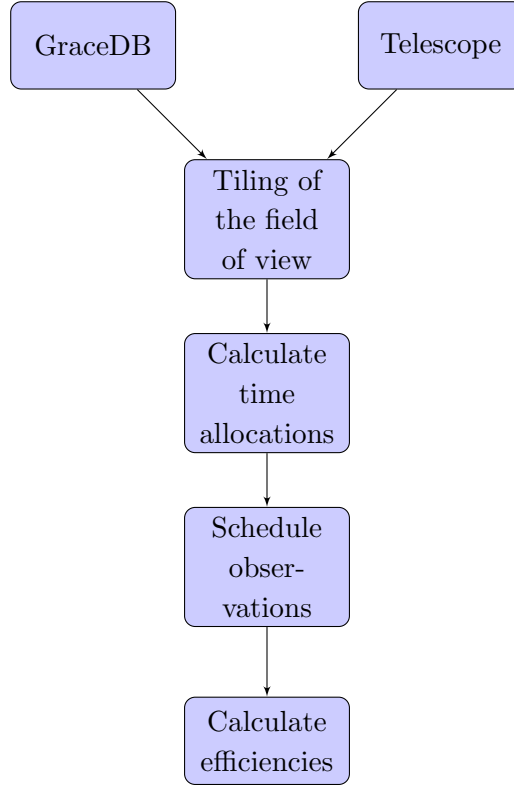 GraceDB
Telescope
Tiling of
the field
of view
Calculate
time
allocations
Schedule
obser-
vations
Calculate
efficiencies